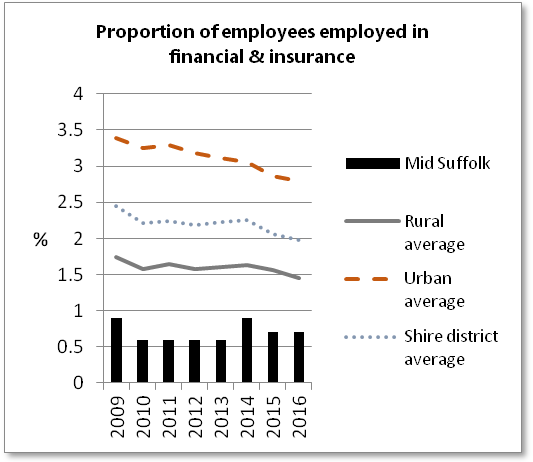 Proportion of employees employed in
financial & insurance
4
3.5
3
2.5
2
1.5
1
0.5
0
%
2009
2010
2011
2012
2013
2014
2015
2016
Mid Suffolk
Rural
average
Urban
average
Shire district
average